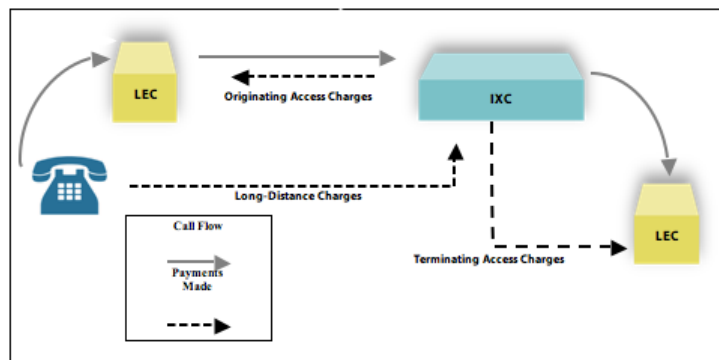 LEC
Originating Access Charges
IXC
Long-Distance Charges
LEC
Terminating Access Charges
Call Flow
Payments
Made